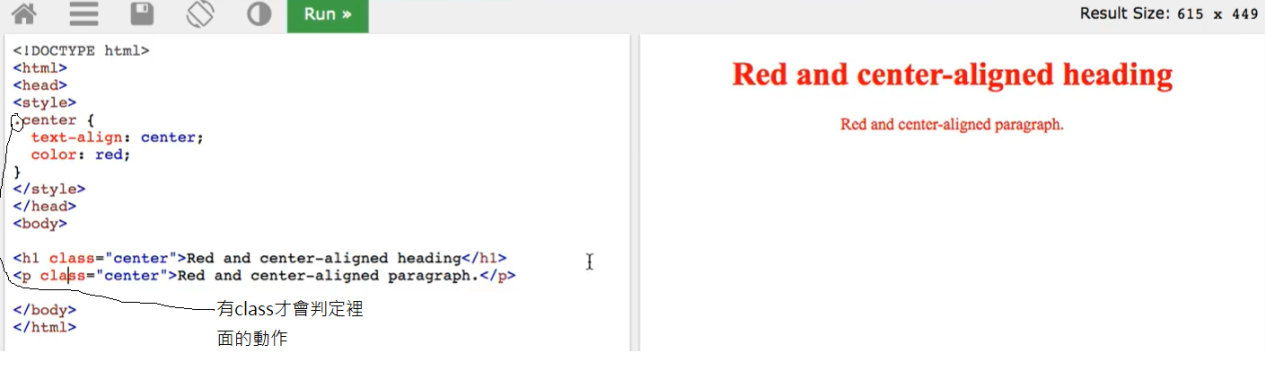 Run »
Result Size: 615 x 449
<!DOCTYPE html>
<html>
<head>
<style>
.center {
  text-align: center;
  color: red;
}
</style>
</head>
<body>
<h1 class="center">Red and center-aligned heading</h1>
<p class="center">Red and center-aligned paragraph.</p>
</body>
</html>
有class才會判定裡
面的動作
Red and center-aligned heading
Red and center-aligned paragraph.